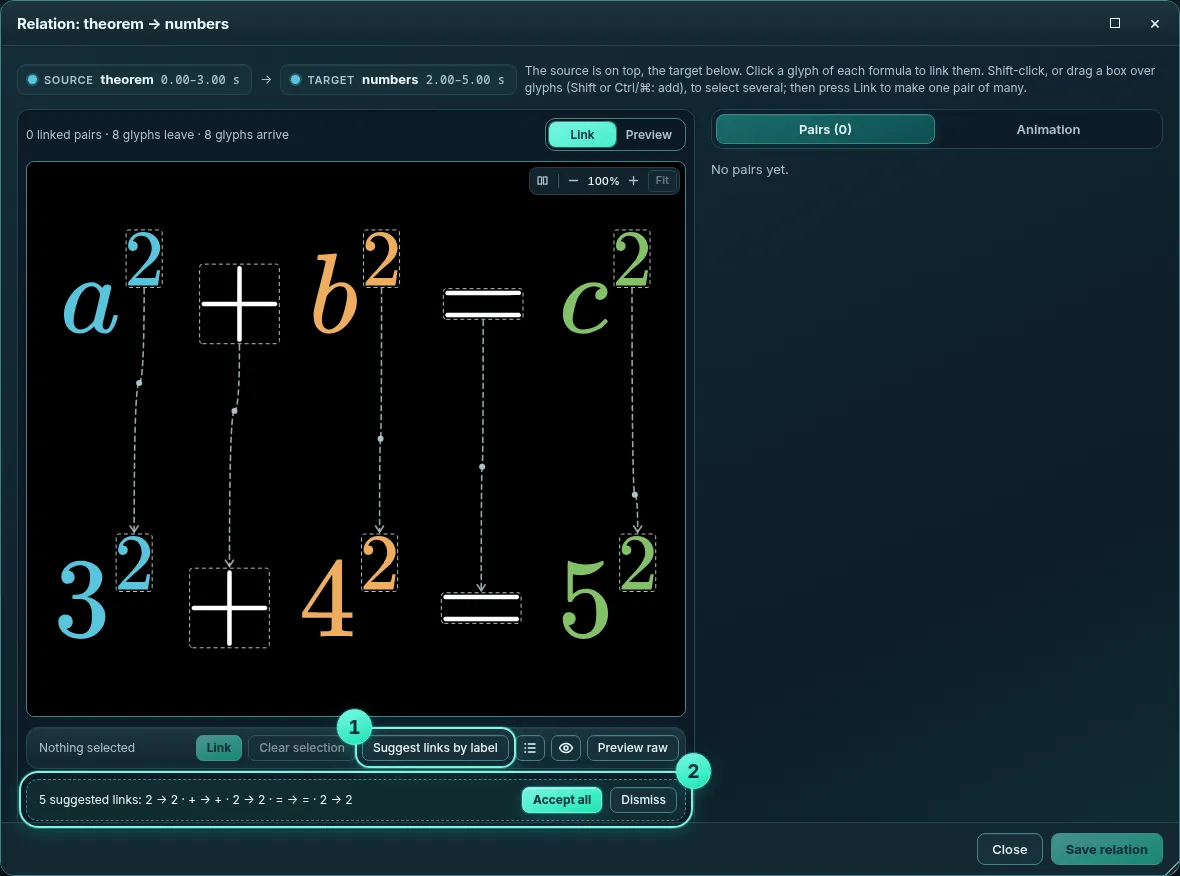 Relation: theorem → numbers
SOURCE theorem 0.00–3.00 s → TARGET numbers 2.00–5.00 s
The source is on top, the target below. Click a glyph of each formula to link them. Shift-click, or drag a box over
glyphs (Shift or Ctrl/⌘: add), to select several; then press Link to make one pair of many.
0 linked pairs · 8 glyphs leave · 8 glyphs arrive
Link Preview
Pairs (0) Animation
No pairs yet.
− 100% + Fit
a² + b² = c²
3² + 4² = 5²
1
Nothing selected Link Clear selection Suggest links by label Preview raw
2
5 suggested links: 2 → 2 · + → + · 2 → 2 · = → = · 2 → 2 Accept all Dismiss
Close Save relation